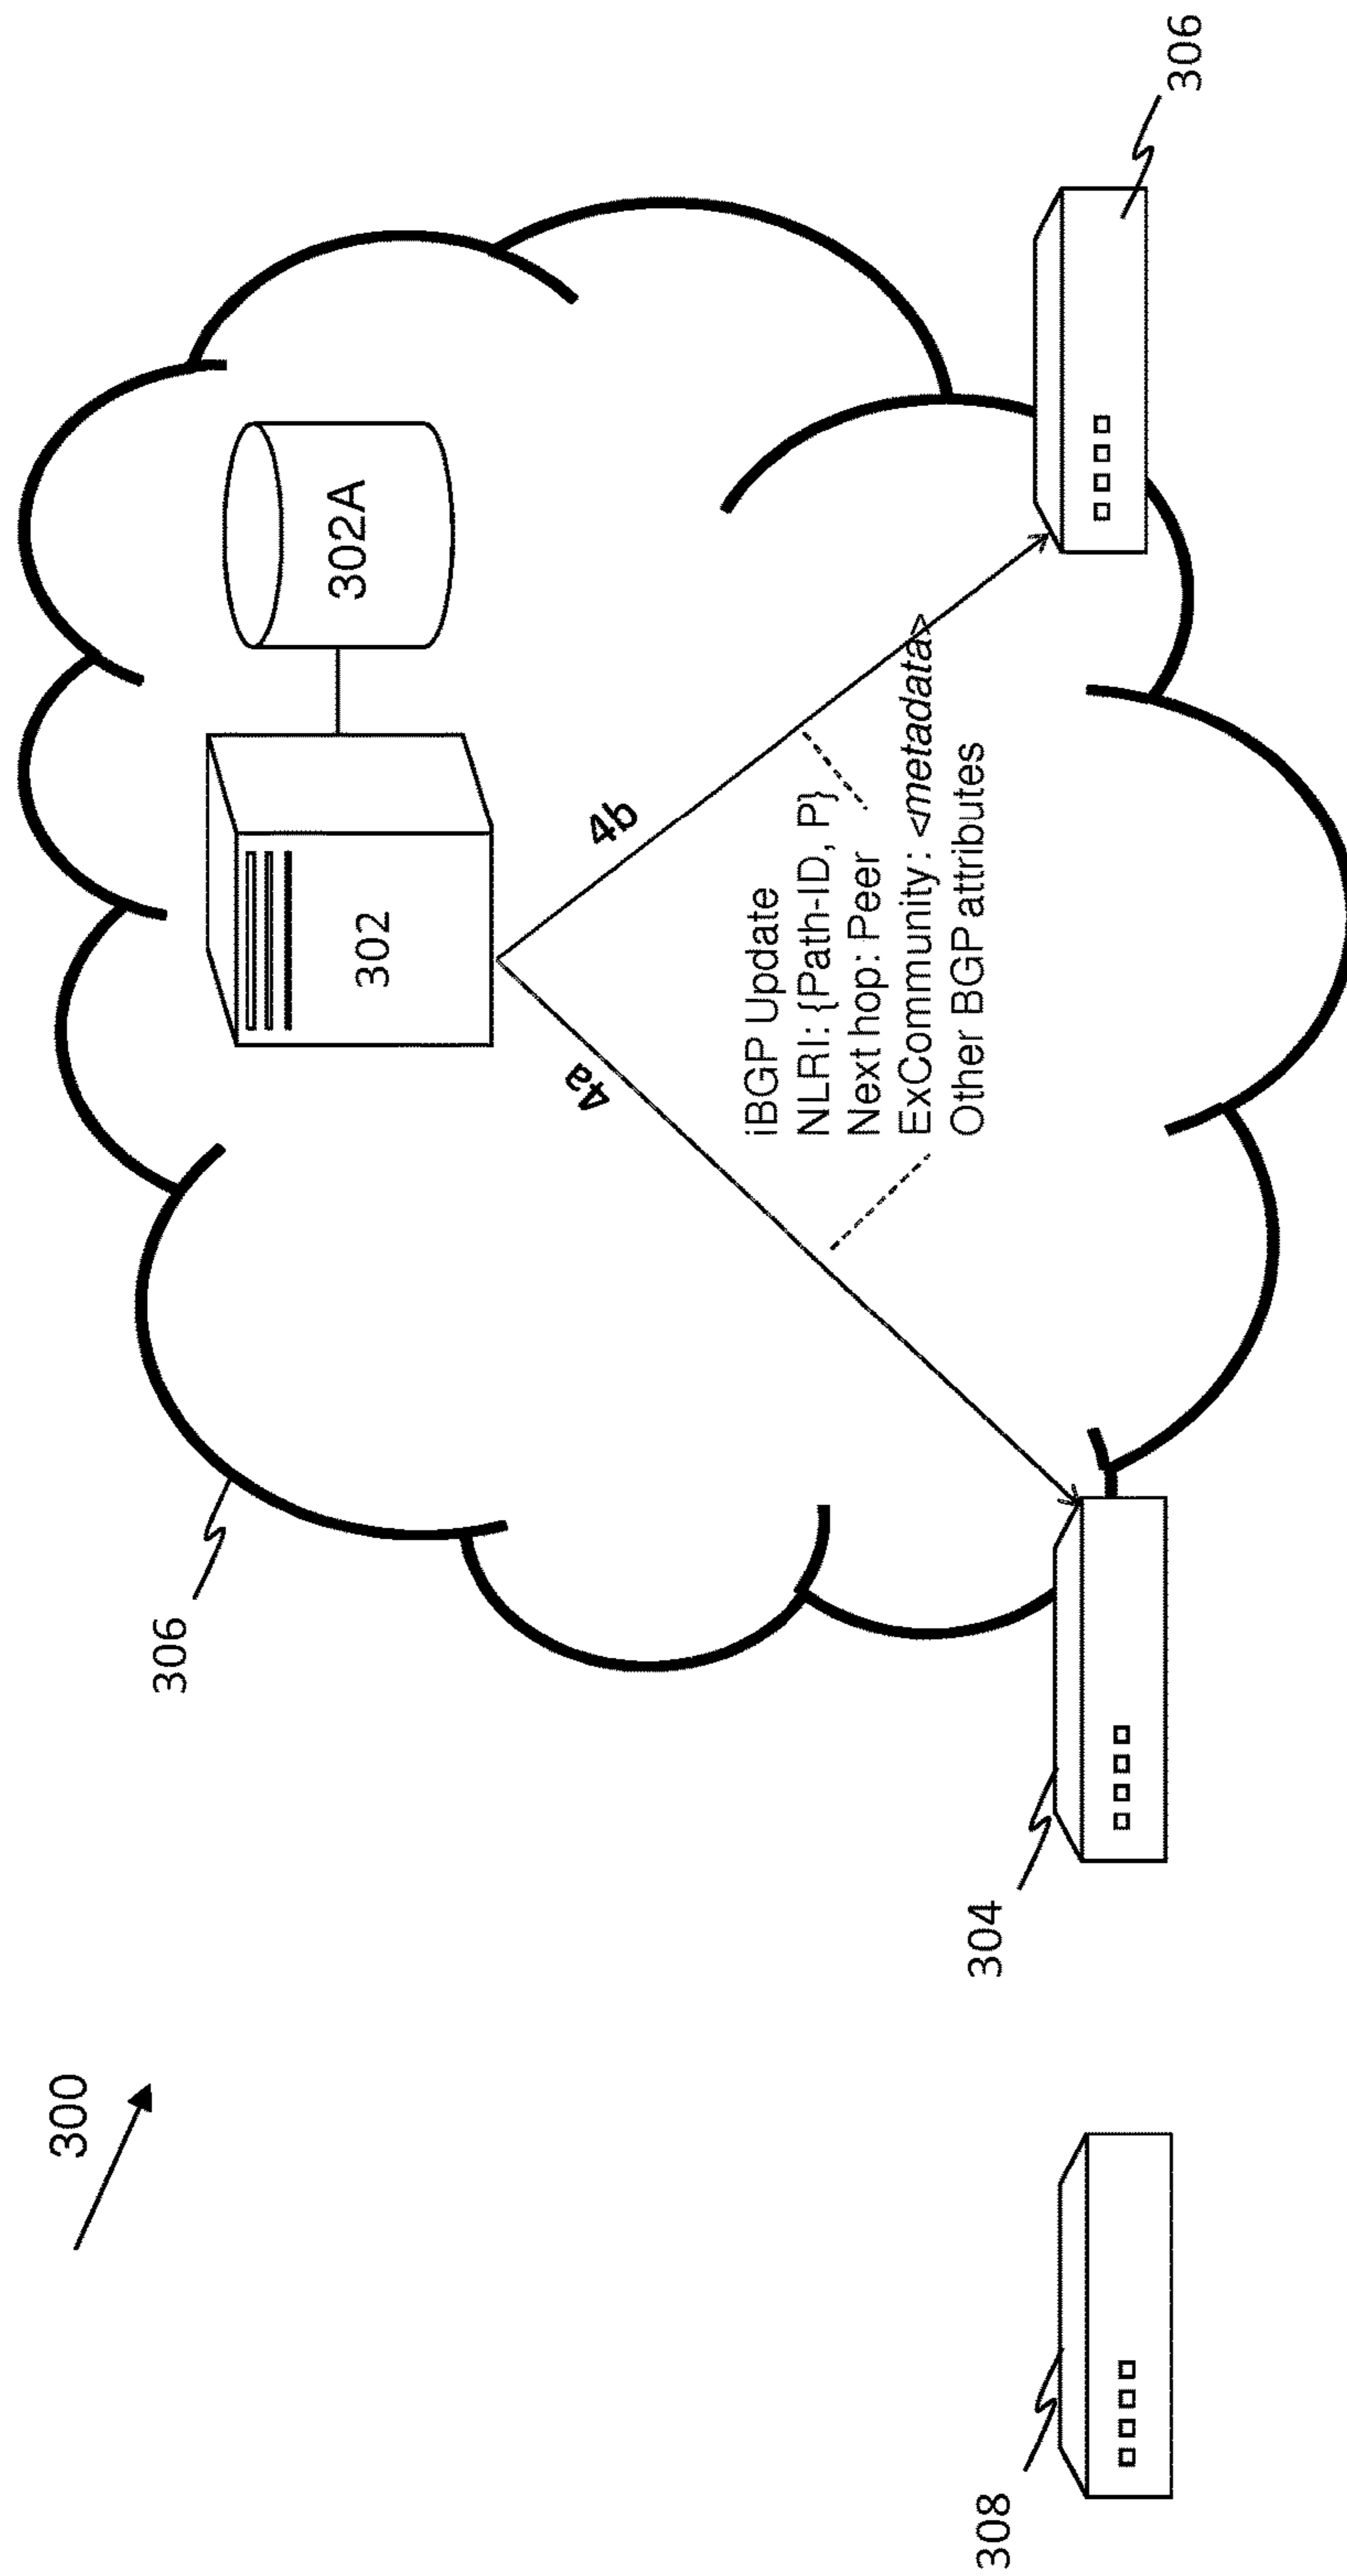 300
306
302
302A
4a
4b
iBGP Update
NLRI: {Path-ID, P}
Next hop: Peer
ExCommunity: <metadata>
Other BGP attributes
308
304
306